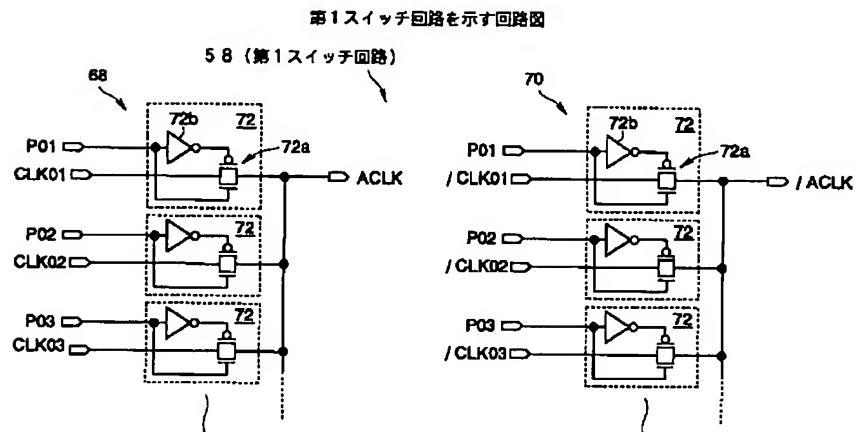 第1スイッチ回路を示す回路図
58 (第1スイッチ回路)
68
72b
72
P01
72a
CLK01
ACLK
P02
72
CLK02
P03
72
CLK03
70
72b
72
P01
72a
/CLK01
/ACLK
P02
72
/CLK02
P03
72
/CLK03